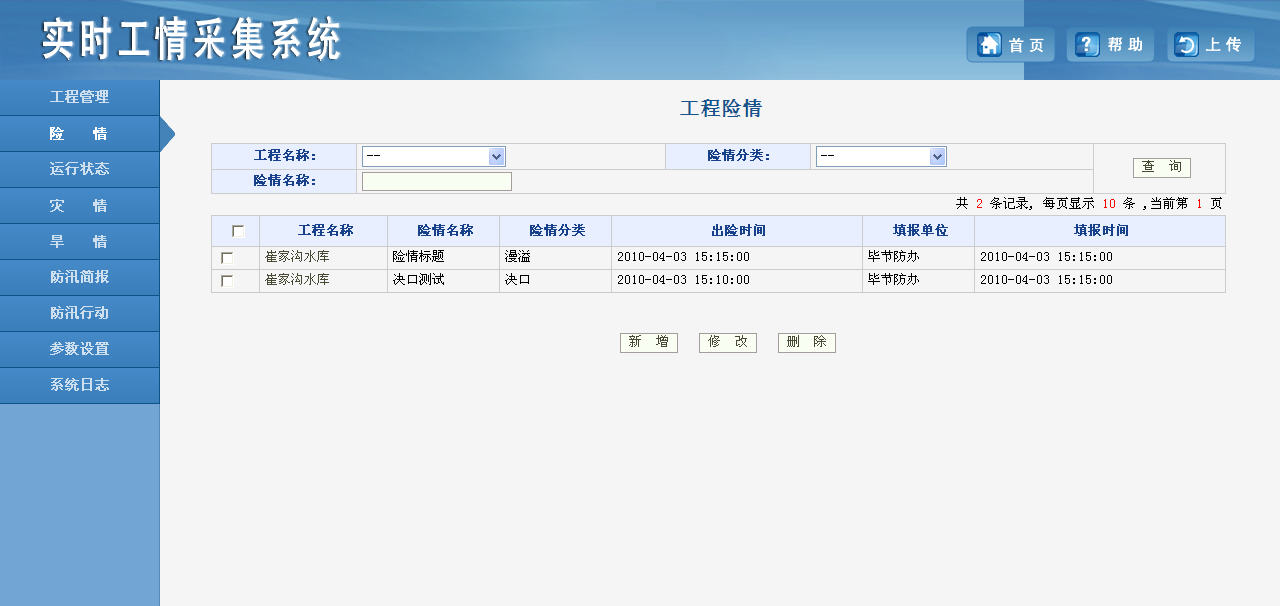 实时工情采集系统
首页 帮助 上传
工程管理
险 情
运行状态
灾 情
旱 情
防汛简报
防汛行动
参数设置
系统日志
工程险情
工程名称： -- 险情分类： -- 查 询
险情名称：
共 2 条记录, 每页显示 10 条 ,当前第 1 页
工程名称 险情名称 险情分类 出险时间 填报单位 填报时间
崔家沟水库 险情标题 漫溢 2010-04-03 15:15:00 毕节防办 2010-04-03 15:15:00
崔家沟水库 决口测试 决口 2010-04-03 15:10:00 毕节防办 2010-04-03 15:15:00
新 增 修 改 删 除